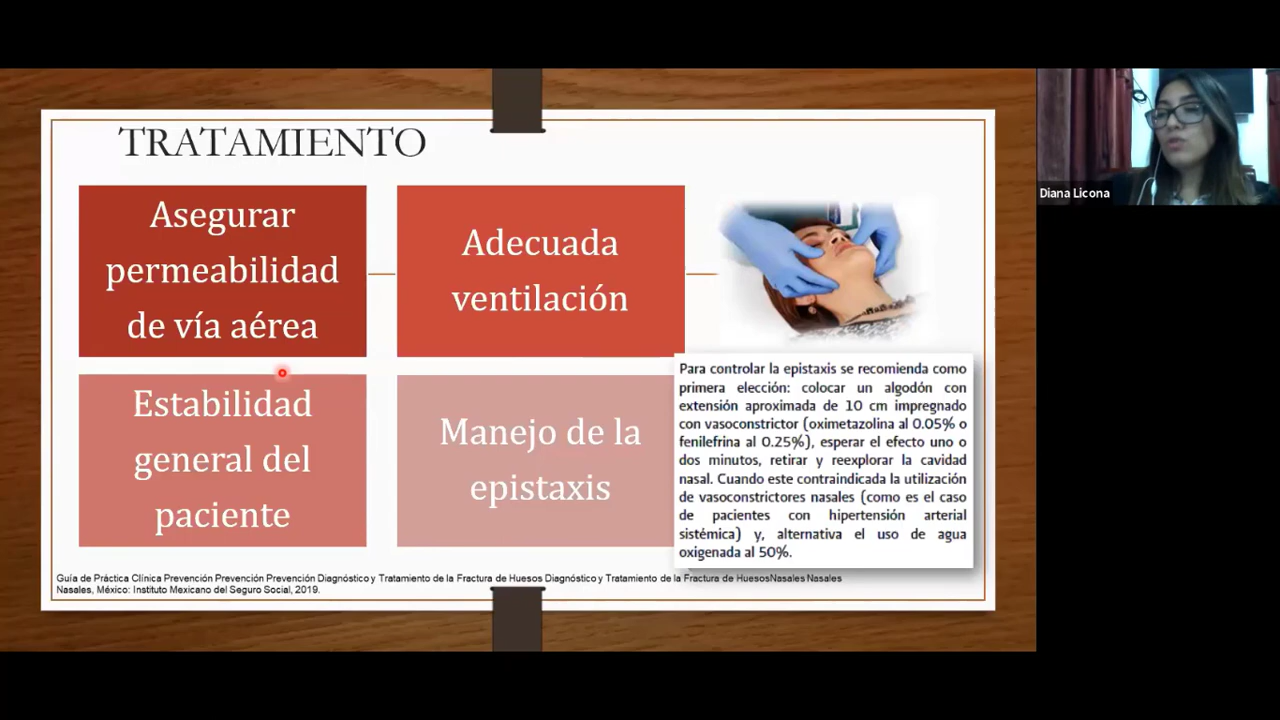 TRATAMIENTO
Asegurar
permeabilidad
de vía aérea
Adecuada
ventilación
Estabilidad
general del
paciente
Manejo de la
epistaxis
Para controlar la epistaxis se recomienda como
primera elección: colocar un algodón con
extensión aproximada de 10 cm impregnado
con vasoconstrictor (oximetazolina al 0.05% o
fenilefrina al 0.25%), esperar el efecto uno o
dos minutos, retirar y reexplorar la cavidad
nasal. Cuando este contraindicada la utilización
de vasoconstrictores nasales (como es el caso
de pacientes con hipertensión arterial
sistémica) y, alternativa el uso de agua
oxigenada al 50%.
Guía de Práctica Clínica Prevención Prevención Prevención Diagnóstico y Tratamiento de la Fractura de Huesos Diagnóstico y Tratamiento de la Fractura de HuesosNasales Nasales
Nasales, México: Instituto Mexicano del Seguro Social, 2019.
Diana Licona